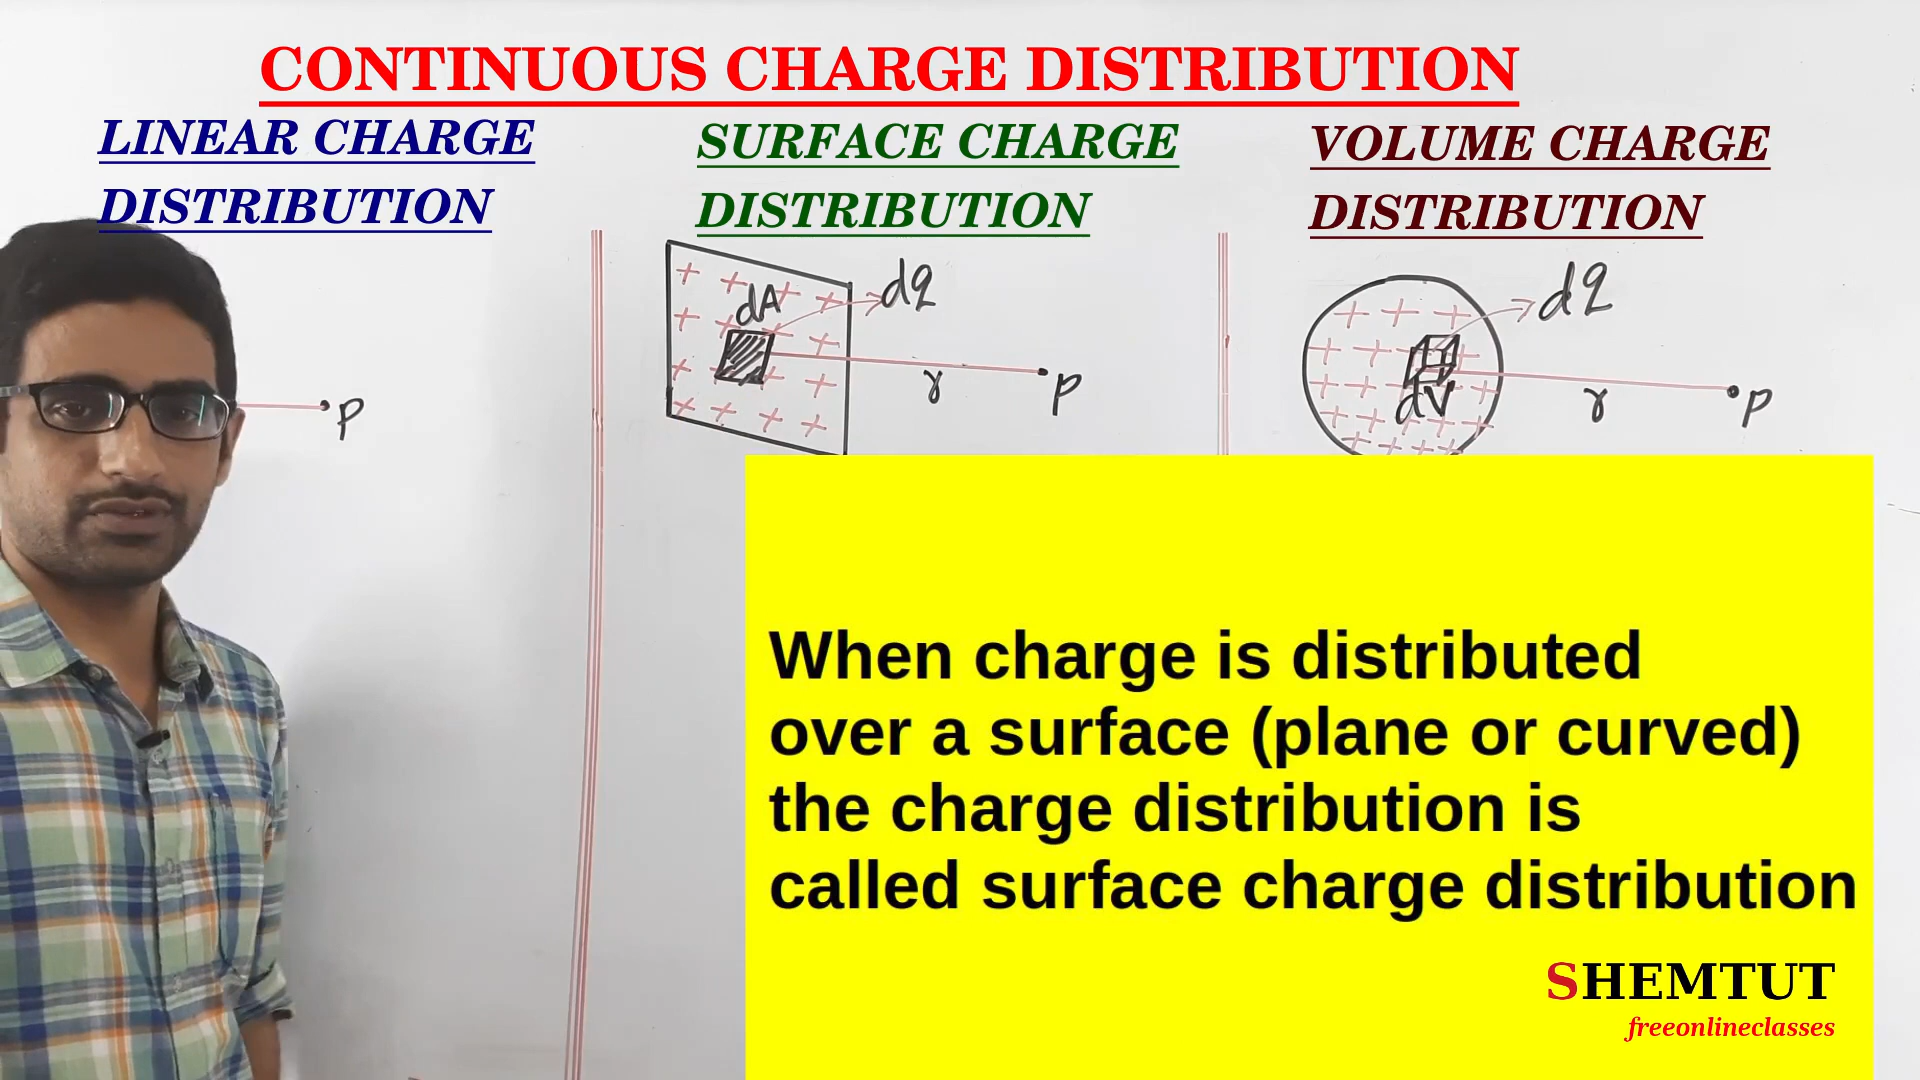 CONTINUOUS CHARGE DISTRIBUTION
LINEAR CHARGE
DISTRIBUTION
SURFACE CHARGE
DISTRIBUTION
VOLUME CHARGE
DISTRIBUTION
p
dA
dq
r
p
dq
dV
r
p
When charge is distributed
over a surface (plane or curved)
the charge distribution is
called surface charge distribution
SHEMTUT
freeonlineclasses